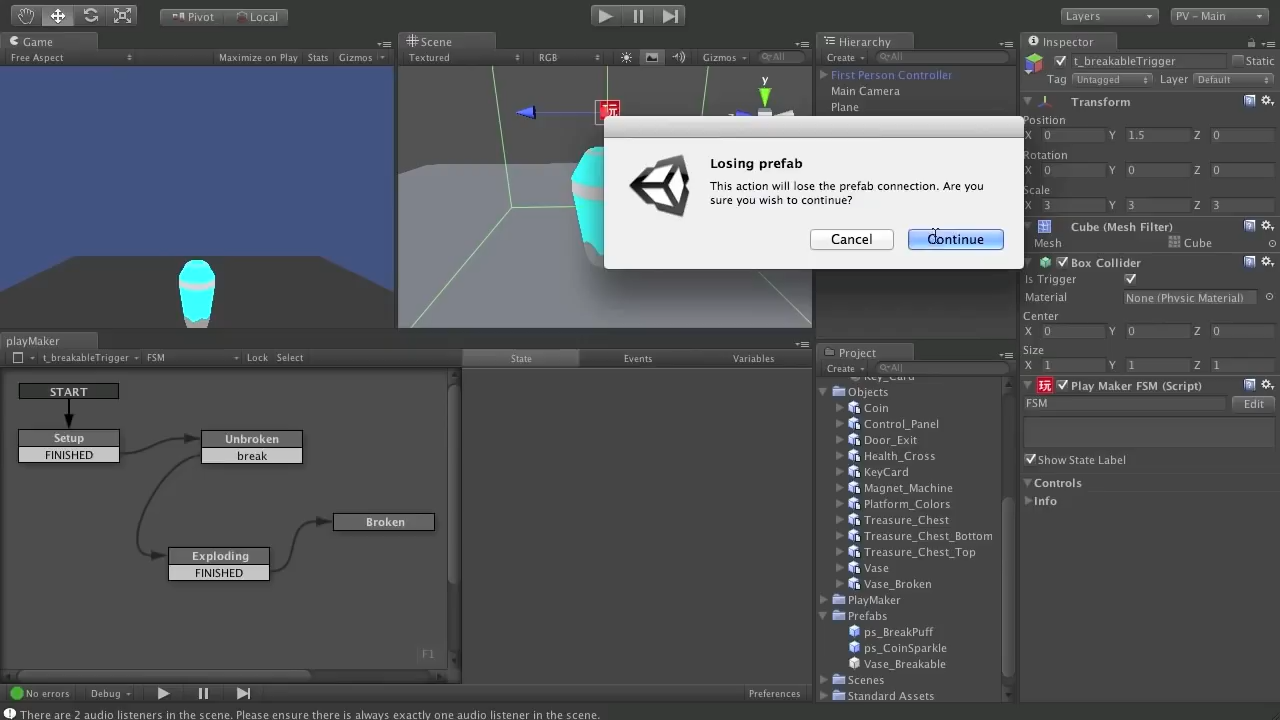 Pivot
Local
Layers
PV - Main
Game
Free Aspect
Maximize on Play
Stats
Gizmos
Scene
Textured
RGB
Gizmos
All
y
玩
Hierarchy
Create
All
First Person Controller
Main Camera
Plane
Losing prefab
This action will lose the prefab connection. Are you
sure you wish to continue?
Cancel
Continue
Inspector
t_breakableTrigger
Static
Tag
Untagged
Layer
Default
Transform
Position
X 0 Y 1.5 Z 0
Rotation
X 0 Y 0 Z 0
Scale
X 3 Y 3 Z 3
Cube (Mesh Filter)
Mesh
Cube
Box Collider
Is Trigger
Material
None (Physic Material)
Center
X 0 Y 0 Z 0
Size
X 1 Y 1 Z 1
玩
Play Maker FSM (Script)
FSM
Edit
Show State Label
Controls
Info
playMaker
t_breakableTrigger
FSM
Lock
Select
State
Events
Variables
START
Setup
FINISHED
Unbroken
break
Exploding
FINISHED
Broken
F1
Project
Create
All
Key_Card
Objects
Coin
Control_Panel
Door_Exit
Health_Cross
KeyCard
Magnet_Machine
Platform_Colors
Treasure_Chest
Treasure_Chest_Bottom
Treasure_Chest_Top
Vase
Vase_Broken
PlayMaker
Prefabs
ps_BreakPuff
ps_CoinSparkle
Vase_Breakable
Scenes
Standard Assets
No errors
Debug
Preferences
There are 2 audio listeners in the scene. Please ensure there is always exactly one audio listener in the scene.